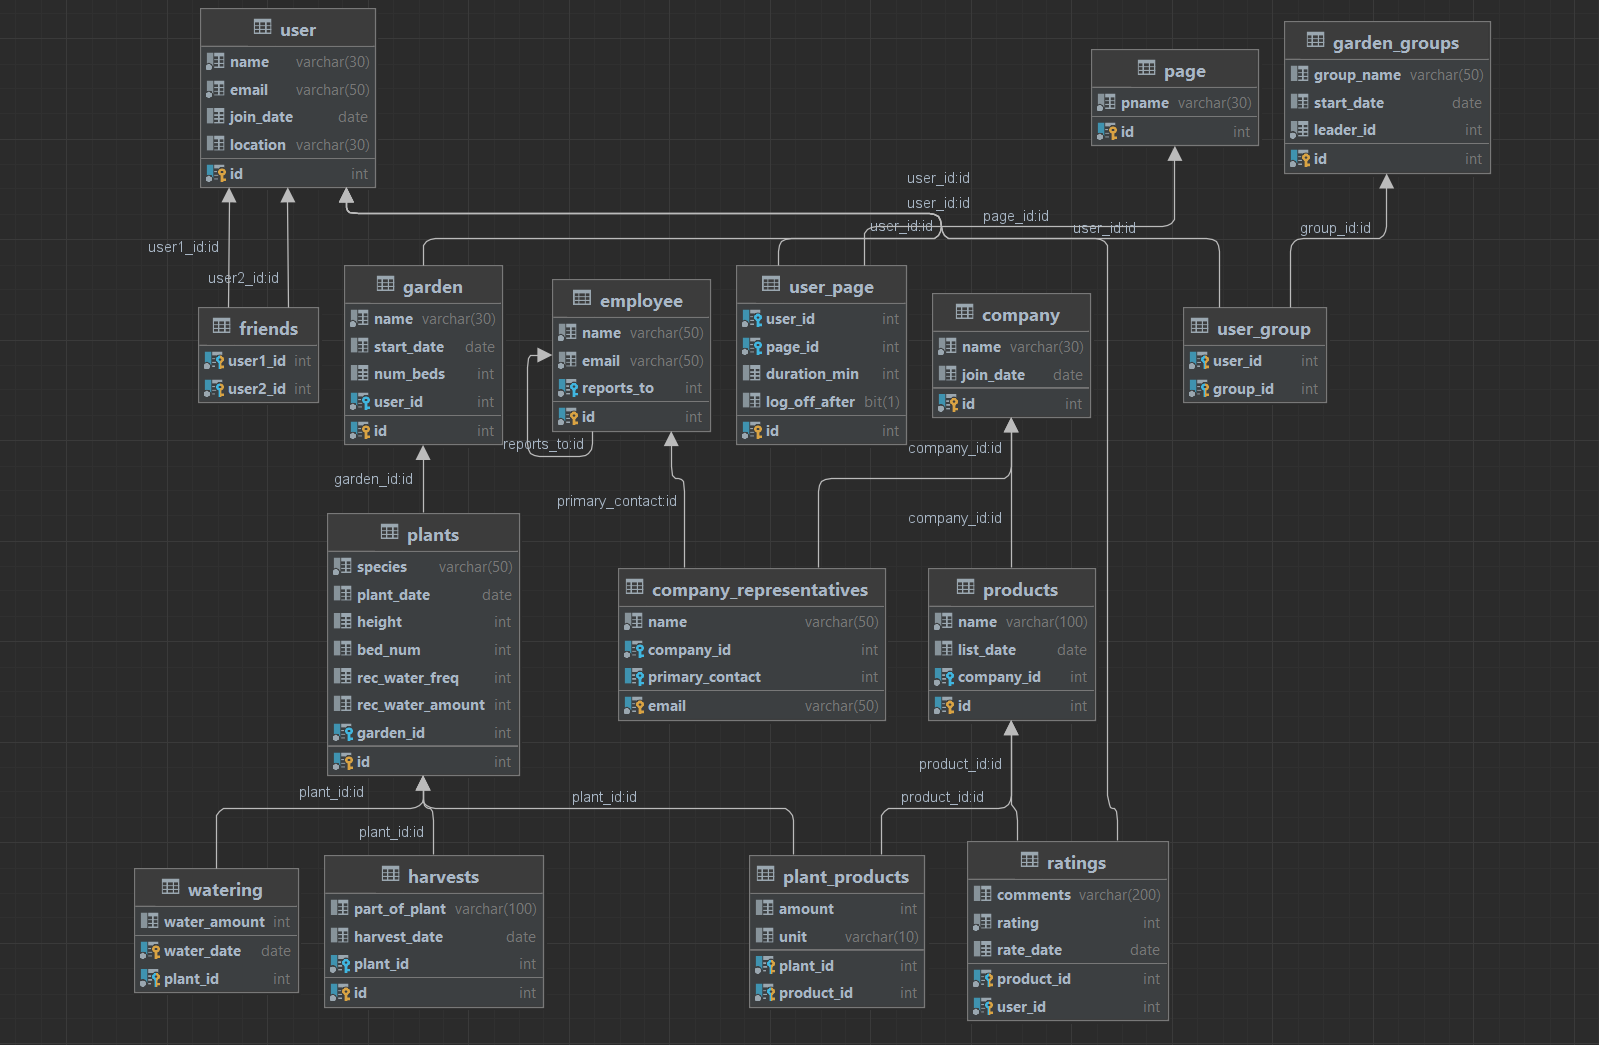 user
name varchar(30)
email varchar(50)
join_date date
location varchar(30)
id int
page
pname varchar(30)
id int
garden_groups
group_name varchar(50)
start_date date
leader_id int
id int
user_id:id
user_id:id
page_id:id
user_id:id
user_id:id
group_id:id
user1_id:id
user2_id:id
friends
user1_id int
user2_id int
garden
name varchar(30)
start_date date
num_beds int
user_id int
id int
employee
name varchar(50)
email varchar(50)
reports_to int
id int
reports_to:id
user_page
user_id int
page_id int
duration_min int
log_off_after bit(1)
id int
company
name varchar(30)
join_date date
id int
user_group
user_id int
group_id int
garden_id:id
primary_contact:id
company_id:id
company_id:id
plants
species varchar(50)
plant_date date
height int
bed_num int
rec_water_freq int
rec_water_amount int
garden_id int
id int
company_representatives
name varchar(50)
company_id int
primary_contact int
email varchar(50)
products
name varchar(100)
list_date date
company_id int
id int
plant_id:id
plant_id:id
plant_id:id
product_id:id
product_id:id
watering
water_amount int
water_date date
plant_id int
harvests
part_of_plant varchar(100)
harvest_date date
plant_id int
id int
plant_products
amount int
unit varchar(10)
plant_id int
product_id int
ratings
comments varchar(200)
rating int
rate_date date
product_id int
user_id int